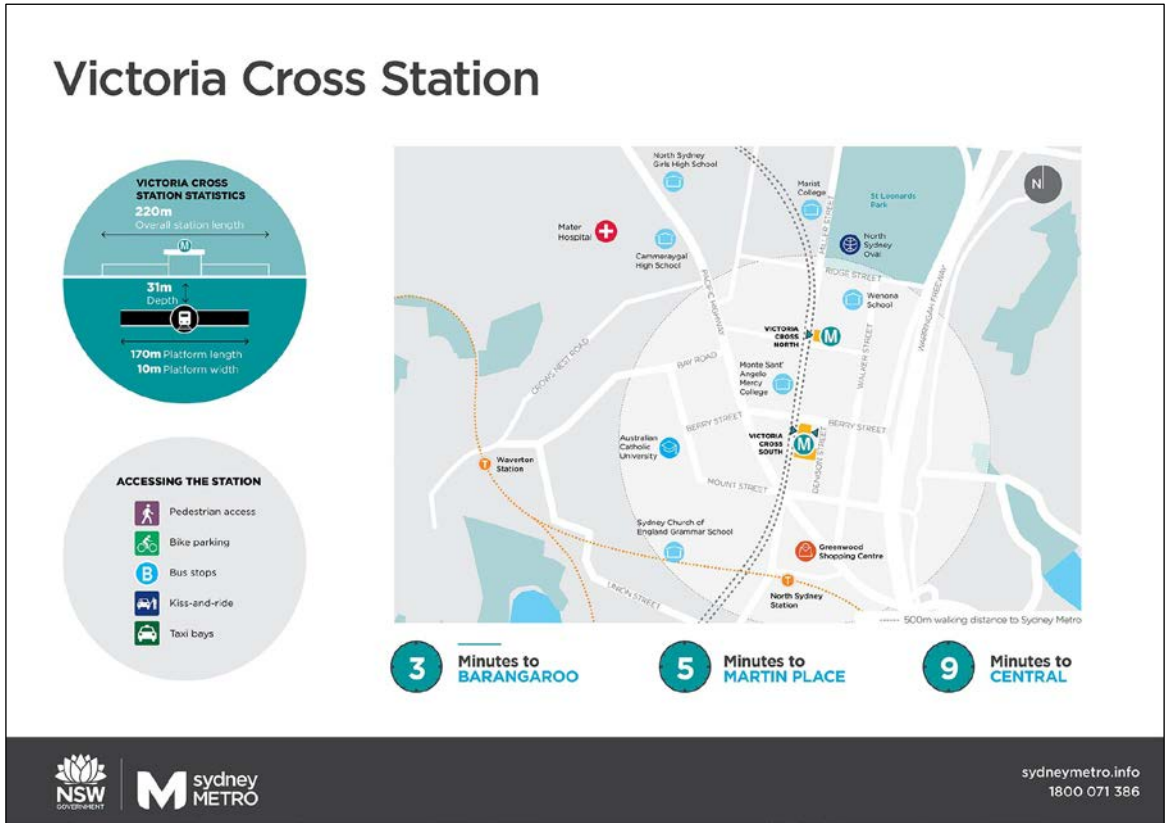 Victoria Cross Station
VICTORIA CROSS
STATION STATISTICS
220m
Overall station length
M
31m
Depth
170m Platform length
10m Platform width
ACCESSING THE STATION
Pedestrian access
Bike parking
B
Bus stops
Kiss-and-ride
Taxi bays
North Sydney
Girls High School
Marist
College
St Leonards
Park
N
Mater
Hospital
Cammeraygal
High School
MILLER STREET
North
Sydney
Oval
RIDGE STREET
PACIFIC HIGHWAY
Wenona
School
WARRINGAH FREEWAY
VICTORIA
CROSS
NORTH
M
CROWS NEST ROAD
BAY ROAD
WALKER STREET
Monte Sant'
Angelo
Mercy
College
BERRY STREET
BERRY STREET
Australian
Catholic
University
VICTORIA
CROSS
SOUTH
M
DENISON STREET
T
Waverton
Station
MOUNT STREET
Sydney Church of
England Grammar School
Greenwood
Shopping Centre
UNION STREET
T
North Sydney
Station
500m walking distance to Sydney Metro
3
Minutes to
BARANGAROO
5
Minutes to
MARTIN PLACE
9
Minutes to
CENTRAL
NSW
GOVERNMENT
M
sydney
METRO
sydneymetro.info
1800 071 386